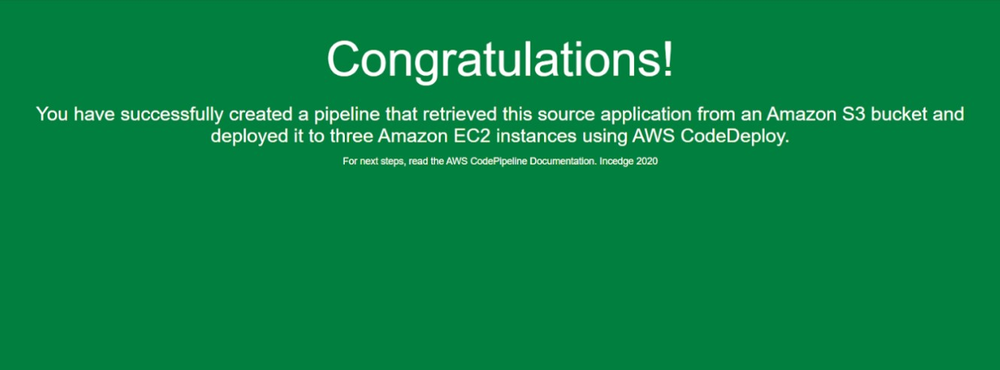 Congratulations!
You have successfully created a pipeline that retrieved this source application from an Amazon S3 bucket and
deployed it to three Amazon EC2 instances using AWS CodeDeploy.
For next steps, read the AWS CodePipeline Documentation. Incedge 2020